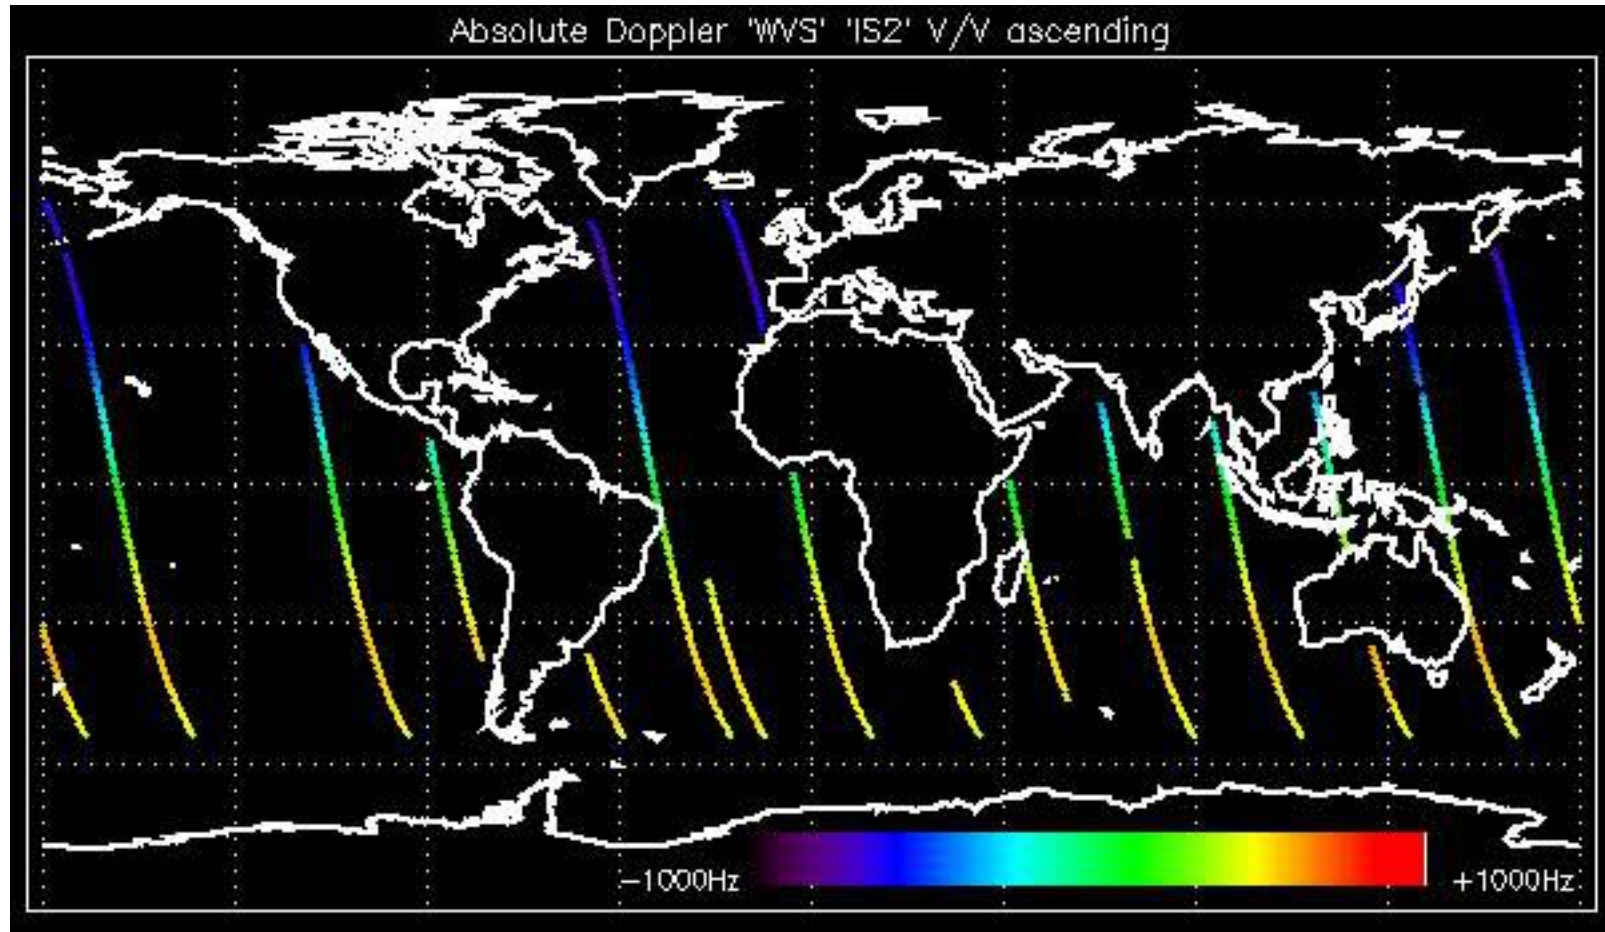 Absolute Doppler 'WVS' 'IS2' V/V ascending
−1000Hz
+1000Hz